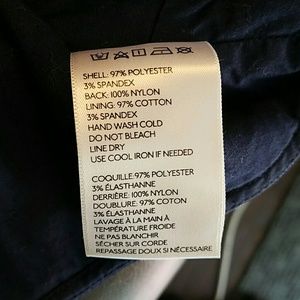 SHELL: 97% POLYESTER
3% SPANDEX
BACK: 100% NYLON
LINING: 97% COTTON
3% SPANDEX
HAND WASH COLD
DO NOT BLEACH
LINE DRY
USE COOL IRON IF NEEDED
COQUILLE:97% POLYESTER
3% ÉLASTHANNE
DERRIÈRE: 100% NYLON
DOUBLURE: 97% COTON
3% ÉLASTHANNE
LAVAGE À LA MAIN À
TEMPÉRATURE FROIDE
NE PAS BLANCHIR
SÉCHER SUR CORDE
REPASSAGE DOUX SI NÉCESSAIRE